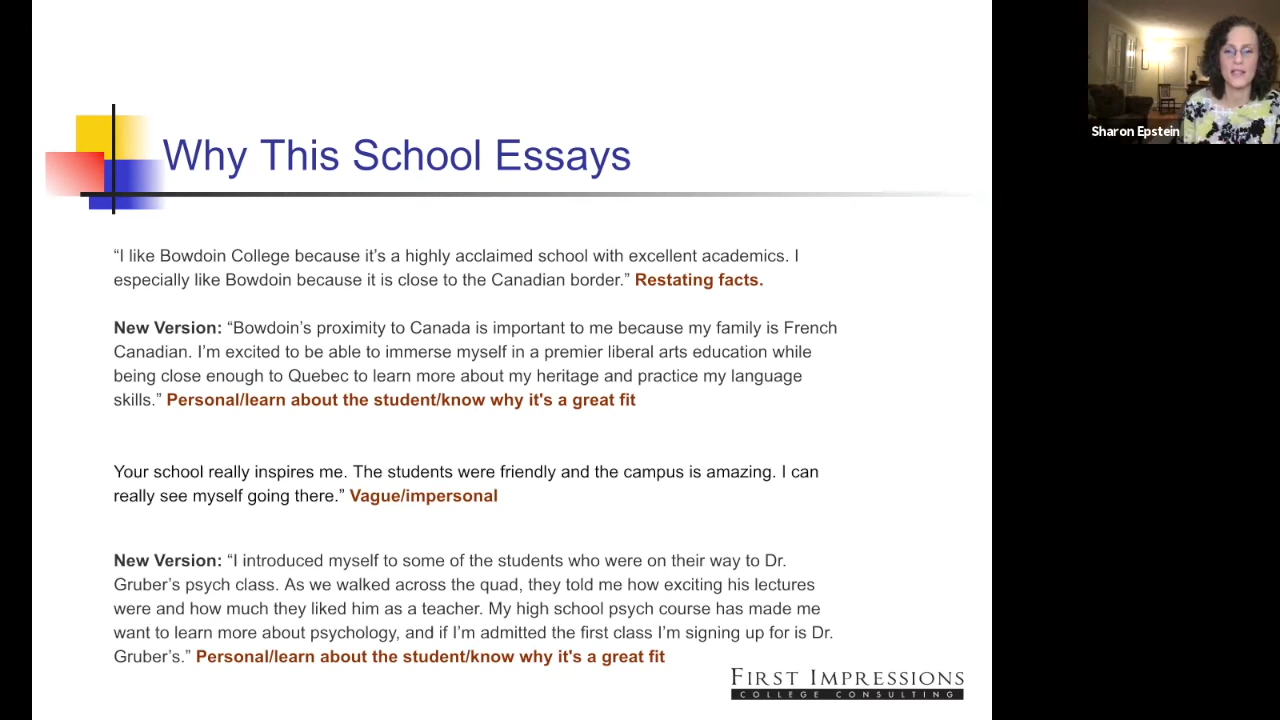 Why This School Essays
“I like Bowdoin College because it’s a highly acclaimed school with excellent academics. I
especially like Bowdoin because it is close to the Canadian border.” Restating facts.
New Version: “Bowdoin’s proximity to Canada is important to me because my family is French
Canadian. I’m excited to be able to immerse myself in a premier liberal arts education while
being close enough to Quebec to learn more about my heritage and practice my language
skills.” Personal/learn about the student/know why it's a great fit
Your school really inspires me. The students were friendly and the campus is amazing. I can
really see myself going there.” Vague/impersonal
New Version: “I introduced myself to some of the students who were on their way to Dr.
Gruber’s psych class. As we walked across the quad, they told me how exciting his lectures
were and how much they liked him as a teacher. My high school psych course has made me
want to learn more about psychology, and if I’m admitted the first class I’m signing up for is Dr.
Gruber’s.” Personal/learn about the student/know why it's a great fit
FIRST IMPRESSIONS
COLLEGE CONSULTING
Sharon Epstein